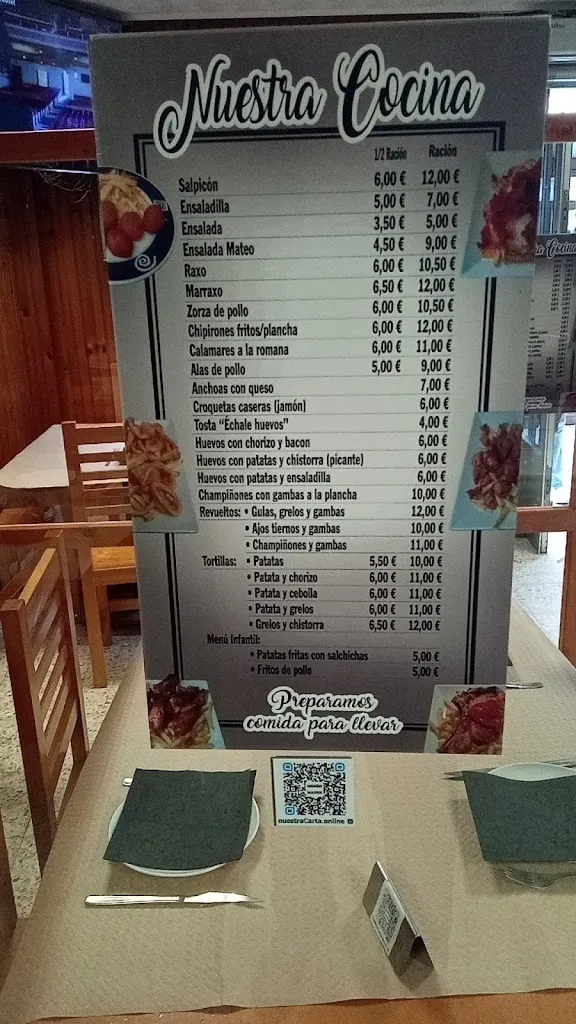 Nuestra Cocina
1/2 Ración Ración
Salpicón 6,00 € 12,00 €
Ensaladilla 5,00 € 7,00 €
Ensalada 3,50 € 5,00 €
Ensalada Mateo 4,50 € 9,00 €
Raxo 6,00 € 10,50 €
Marraxo 6,50 € 12,00 €
Zorza de pollo 6,00 € 10,50 €
Chipirones fritos/plancha 6,00 € 12,00 €
Calamares a la romana 6,00 € 11,00 €
Alas de pollo 5,00 € 9,00 €
Anchoas con queso 7,00 €
Croquetas caseras (jamón) 6,00 €
Tosta "Échale huevos" 4,00 €
Huevos con chorizo y bacon 6,00 €
Huevos con patatas y chistorra (picante) 6,00 €
Huevos con patatas y ensaladilla 6,00 €
Champiñones con gambas a la plancha 10,00 €
Revueltos: • Gulas, grelos y gambas 12,00 €
• Ajos tiernos y gambas 10,00 €
• Champiñones y gambas 11,00 €
Tortillas: • Patatas 5,50 € 10,00 €
• Patata y chorizo 6,00 € 11,00 €
• Patata y cebolla 6,00 € 11,00 €
• Patata y grelos 6,00 € 11,00 €
• Grelos y chistorra 6,50 € 12,00 €
Menú Infantil:
• Patatas fritas con salchichas 5,00 €
• Fritos de pollo 5,00 €
Preparamos
comida para llevar
nuestraCarta.online